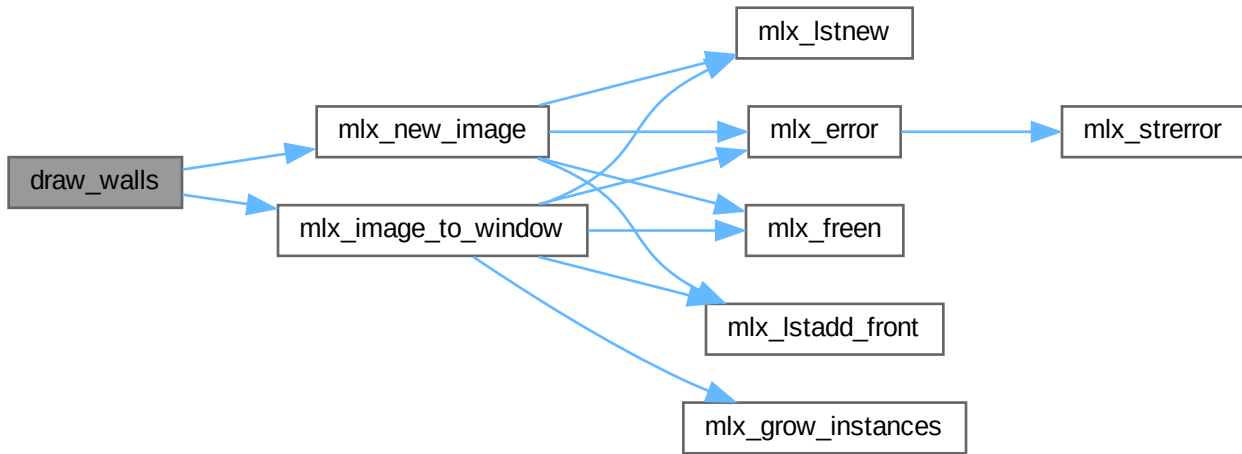 mlx_lstnew
mlx_new_image
mlx_error
mlx_strerror
draw_walls
mlx_image_to_window
mlx_freen
mlx_lstadd_front
mlx_grow_instances